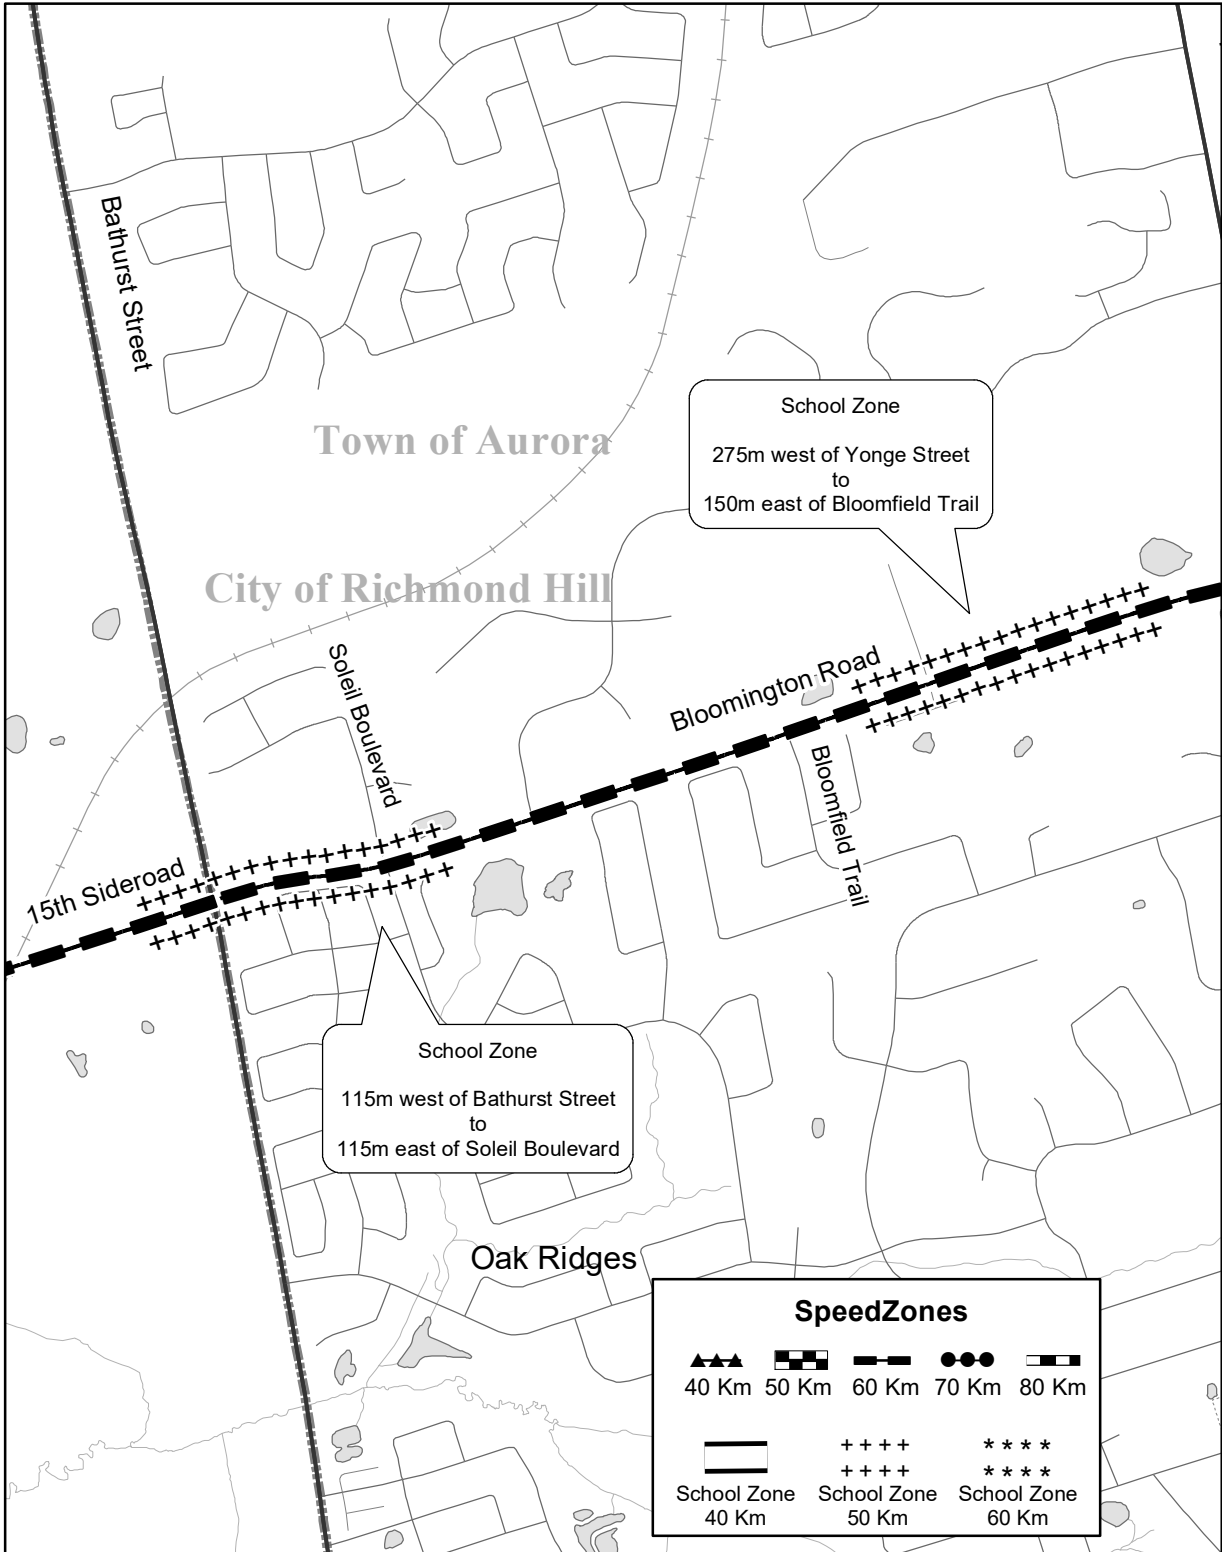 Bathurst Street
Town of Aurora
School Zone
275m west of Yonge Street
to
150m east of Bloomfield Trail
City of Richmond Hill
Soleil Boulevard
Bloomington Road
Bloomfield Trail
15th Sideroad
School Zone
115m west of Bathurst Street
to
115m east of Soleil Boulevard
Oak Ridges
SpeedZones
40 Km 50 Km 60 Km 70 Km 80 Km
School Zone School Zone School Zone
40 Km 50 Km 60 Km